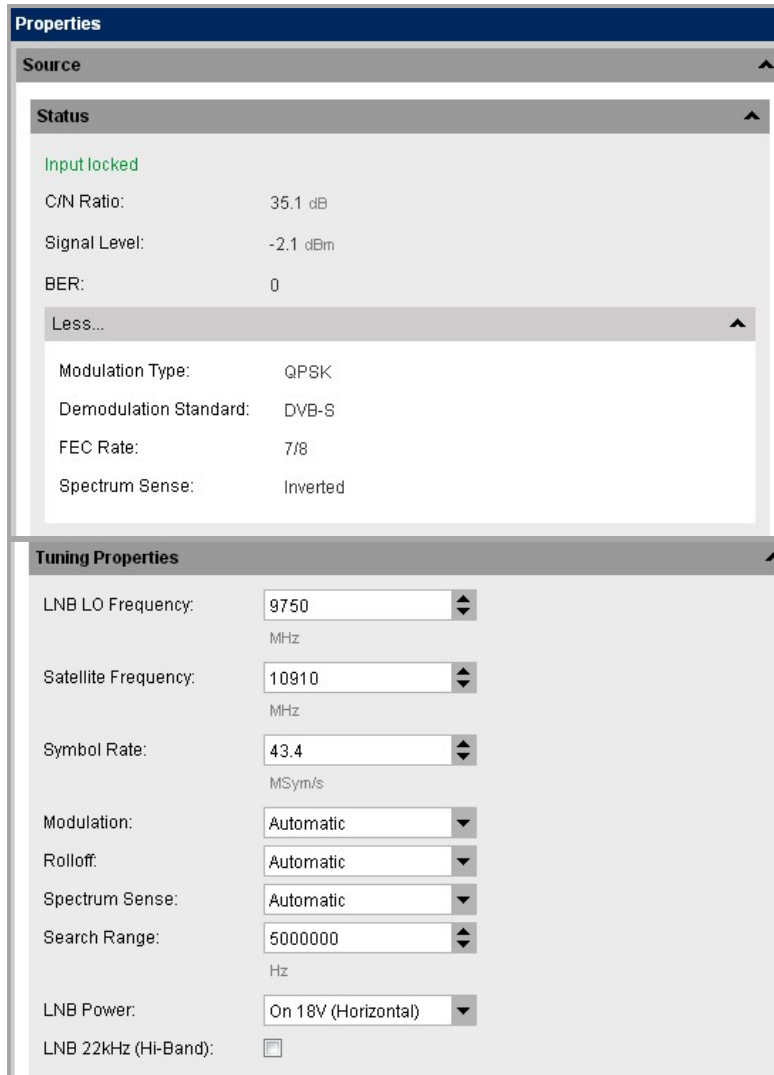 Properties
Source
Status
Input locked
C/N Ratio: 35.1 dB
Signal Level: -2.1 dBm
BER: 0
Less...
Modulation Type: QPSK
Demodulation Standard: DVB-S
FEC Rate: 7/8
Spectrum Sense: Inverted
Tuning Properties
LNB LO Frequency: 9750
MHz
Satellite Frequency: 10910
MHz
Symbol Rate: 43.4
MSym/s
Modulation: Automatic
Rolloff: Automatic
Spectrum Sense: Automatic
Search Range: 5000000
Hz
LNB Power: On 18V (Horizontal)
LNB 22kHz (Hi-Band):